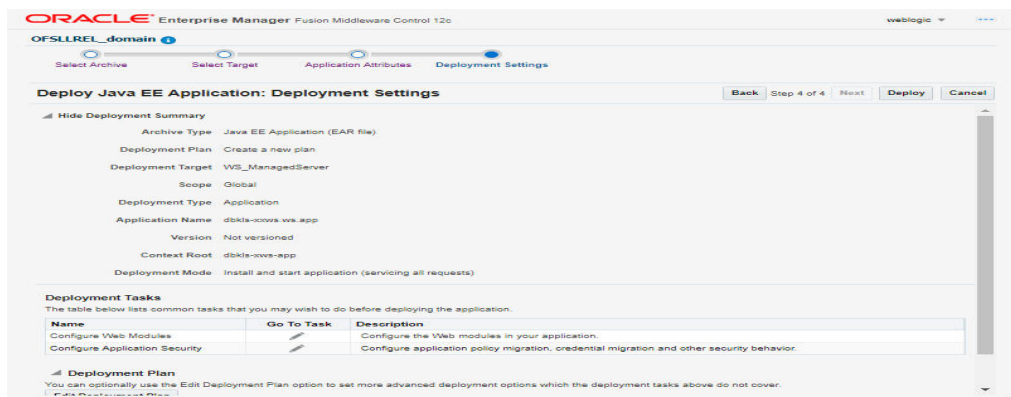 ORACLE Enterprise Manager Fusion Middleware Control 12c
weblogic
OFSLLREL_domain
Select Archive Select Target Application Attributes Deployment Settings
Deploy Java EE Application: Deployment Settings
Back Step 4 of 4 Next Deploy Cancel
Hide Deployment Summary
Archive Type Java EE Application (EAR file)
Deployment Plan Create a new plan
Deployment Target WS_ManagedServer
Scope Global
Deployment Type Application
Application Name dbkls-xxws.ws.app
Version Not versioned
Context Root dbkls-xws-app
Deployment Mode Install and start application (servicing all requests)
Deployment Tasks
The table below lists common tasks that you may wish to do before deploying the application.
Name Go To Task Description
Configure Web Modules Configure the Web modules in your application.
Configure Application Security Configure application policy migration, credential migration and other security behavior.
Deployment Plan
You can optionally use the Edit Deployment Plan option to set more advanced deployment options which the deployment tasks above do not cover.
Edit Deployment Plan